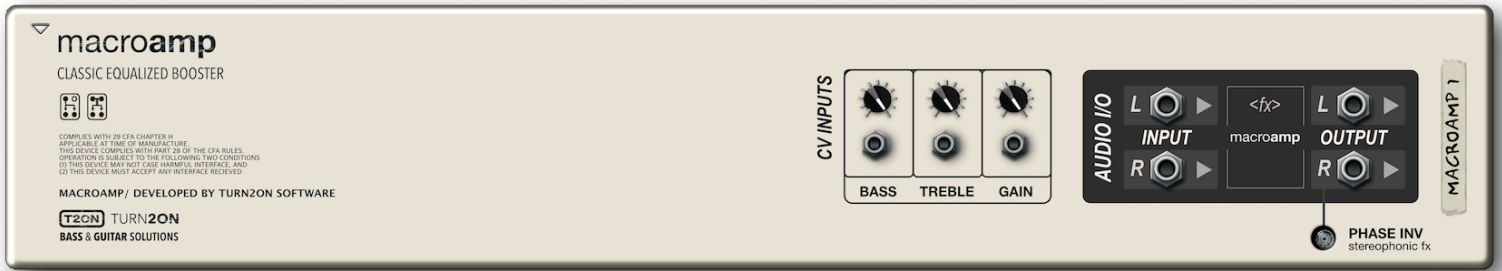 macroamp
CLASSIC EQUALIZED BOOSTER
COMPLIES WITH 29 CFA CHAPTER H
APPLICABLE AT TIME OF MANUFACTURE.
THIS DEVICE COMPLIES WITH PART 28 OF THE CFA RULES.
OPERATION IS SUBJECT TO THE FOLLOWING TWO CONDITIONS
(1) THIS DEVICE MAY NOT CASE HARMFUL INTERFACE, AND
(2) THIS DEVICE MUST ACCEPT ANY INTERFACE RECIEVED
MACROAMP/ DEVELOPED BY TURN2ON SOFTWARE
T2ON TURN2ON
BASS & GUITAR SOLUTIONS
CV INPUTS
BASS TREBLE GAIN
AUDIO I/O
L <fx> L
INPUT macroamp OUTPUT
R R
PHASE INV
stereophonic fx
MACROAMP 1